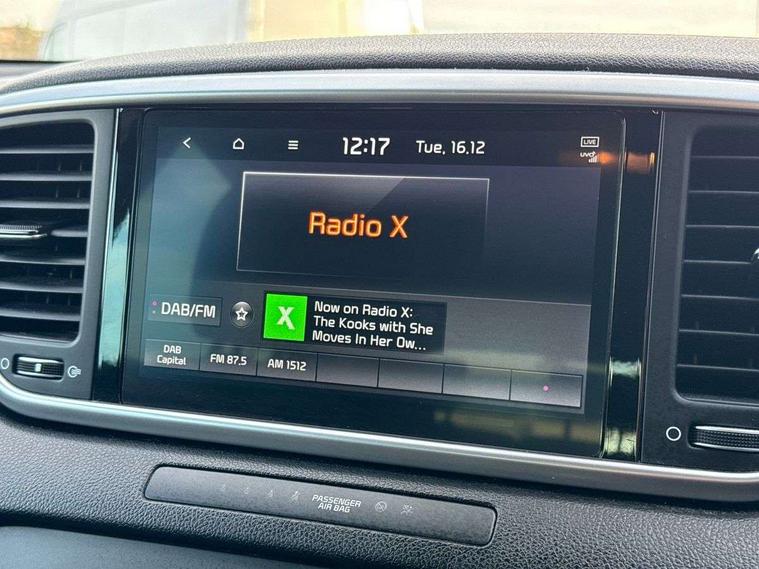 12:17 Tue, 16.12 LIVE
UVO
Radio X
DAB/FM
X
Now on Radio X:
The Kooks with She
Moves In Her Ow...
DAB
Capital
FM 87.5
AM 1512
PASSENGER
AIR BAG